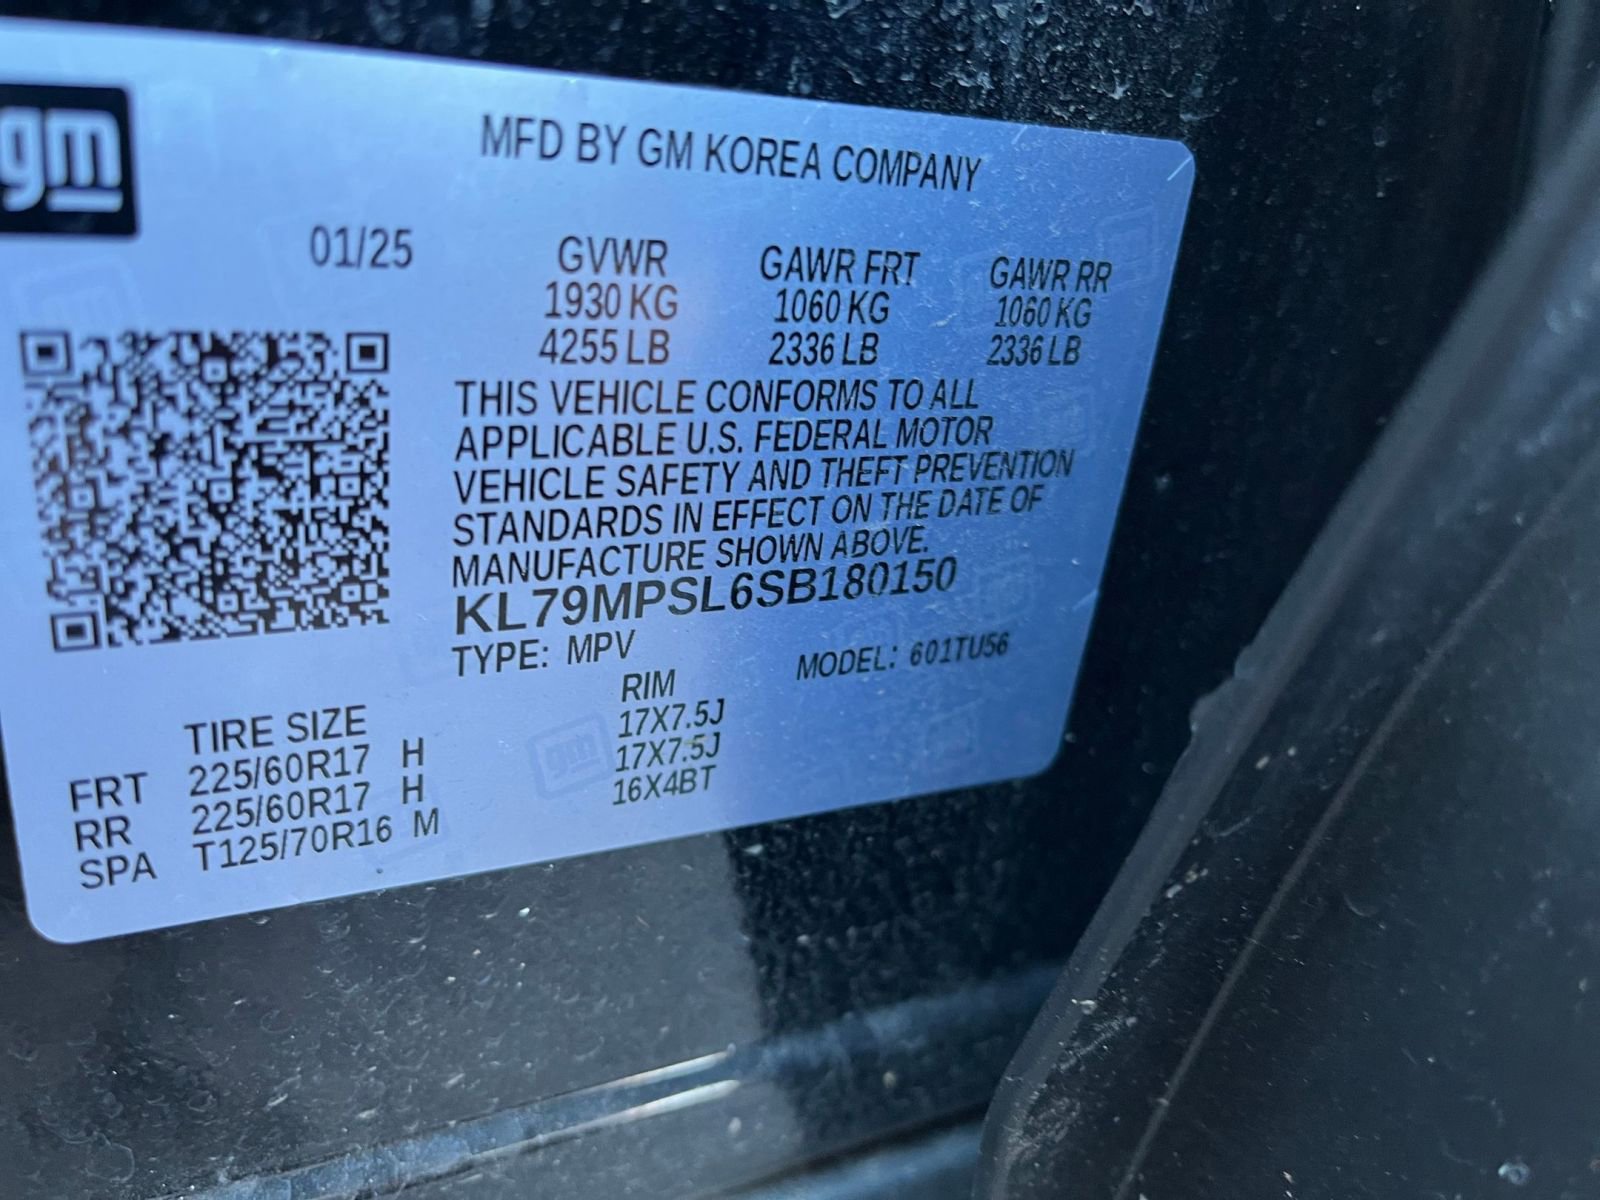 gm
MFD BY GM KOREA COMPANY
01/25
GVWR GAWR FRT GAWR RR
1930 KG 1060 KG 1060 KG
4255 LB 2336 LB 2336 LB
THIS VEHICLE CONFORMS TO ALL
APPLICABLE U.S. FEDERAL MOTOR
VEHICLE SAFETY AND THEFT PREVENTION
STANDARDS IN EFFECT ON THE DATE OF
MANUFACTURE SHOWN ABOVE.
KL79MPSL6SB180150
TYPE: MPV MODEL: 601TU56
TIRE SIZE RIM
FRT 225/60R17 H 17X7.5J
RR 225/60R17 H 17X7.5J
SPA T125/70R16 M 16X4BT
gm